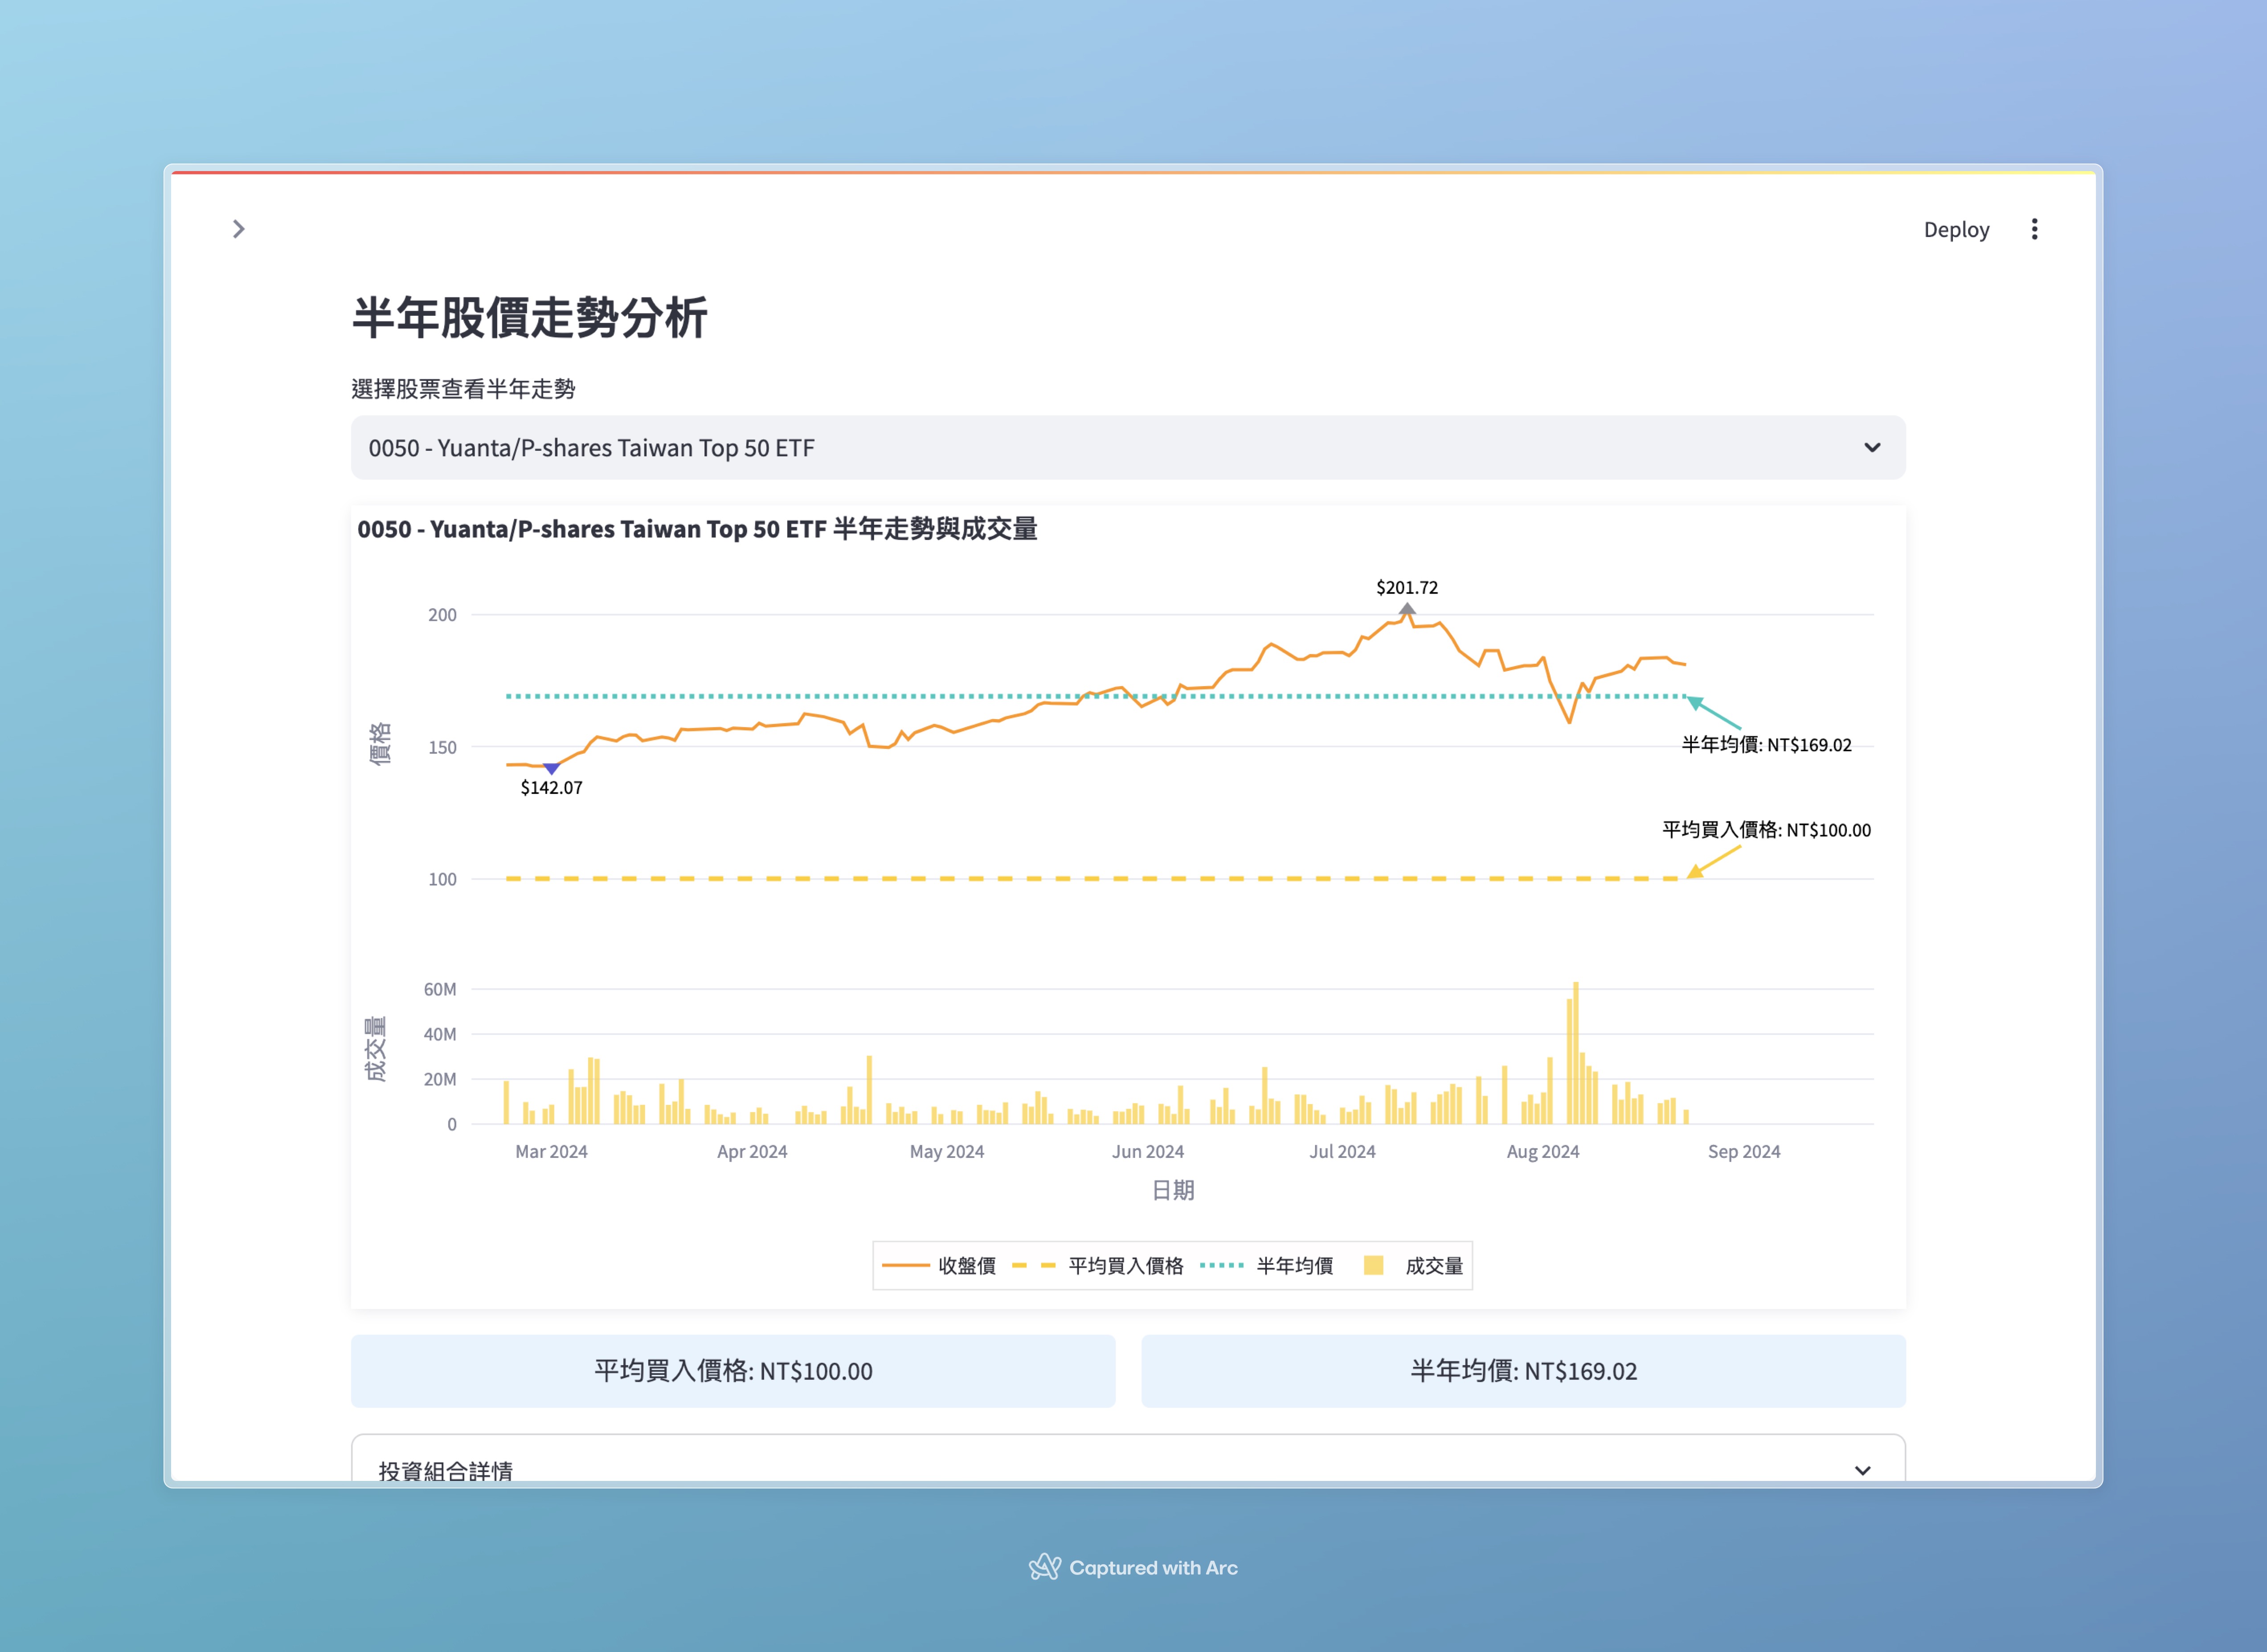 Deploy
半年股價走勢分析
選擇股票查看半年走勢
0050 - Yuanta/P-shares Taiwan Top 50 ETF
0050 - Yuanta/P-shares Taiwan Top 50 ETF 半年走勢與成交量
$201.72
200
價格
150
半年均價: NT$169.02
$142.07
平均買入價格: NT$100.00
100
60M
成交量
40M
20M
0
Mar 2024 Apr 2024 May 2024 Jun 2024 Jul 2024 Aug 2024 Sep 2024
日期
收盤價 平均買入價格 半年均價 成交量
平均買入價格: NT$100.00 半年均價: NT$169.02
投資組合詳情
Captured with Arc